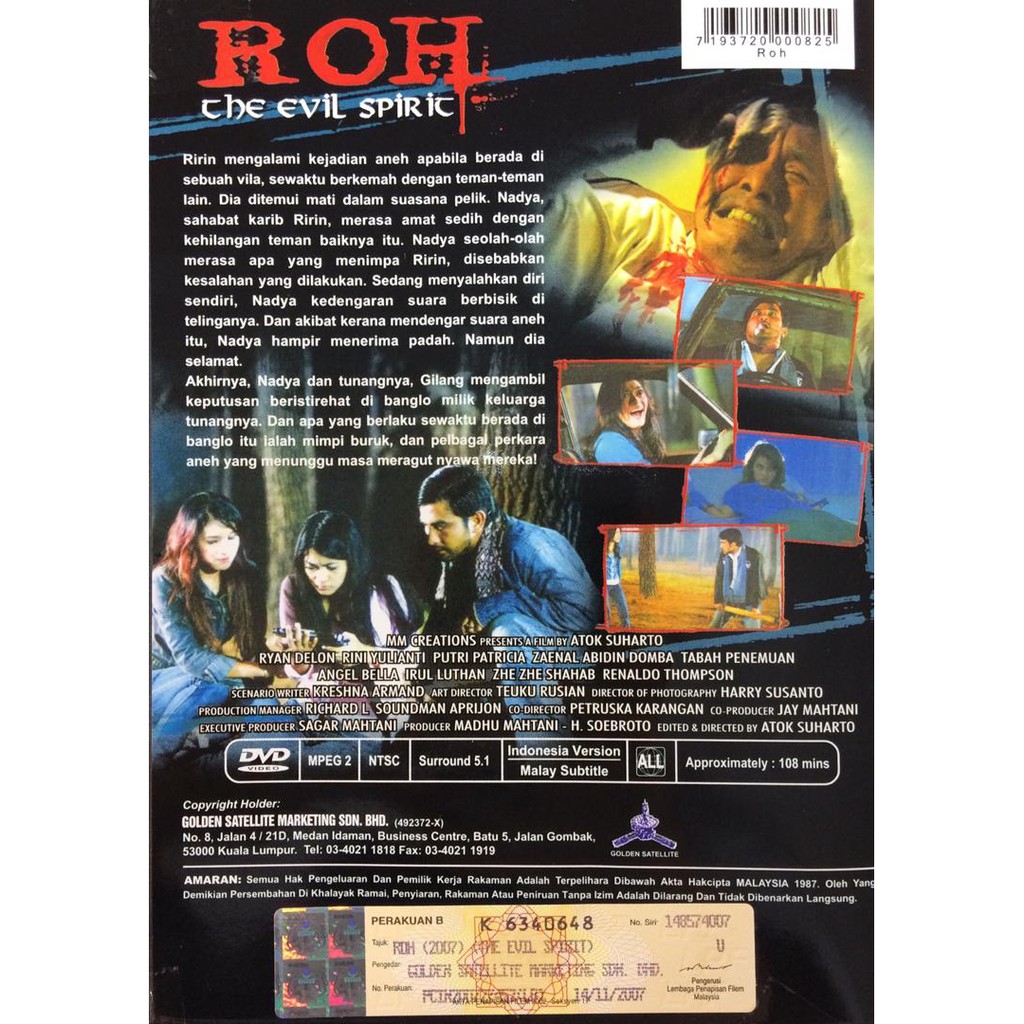 7 193720 000825
Roh
ROH
the EVIL SPIRIT
Ririn mengalami kejadian aneh apabila berada di
sebuah vila, sewaktu berkemah dengan teman-teman
lain. Dia ditemui mati dalam suasana pelik. Nadya,
sahabat karib Ririn, merasa amat sedih dengan
kehilangan teman baiknya itu. Nadya seolah-olah
merasa apa yang menimpa Ririn, disebabkan
kesalahan yang dilakukan. Sedang menyalahkan diri
sendiri, Nadya kedengaran suara berbisik di
telinganya. Dan akibat kerana mendengar suara aneh
itu, Nadya hampir menerima padah. Namun dia
selamat.
Akhirnya, Nadya dan tunangnya, Gilang mengambil
keputusan beristirehat di banglo milik keluarga
tunangnya. Dan apa yang berlaku sewaktu berada di
banglo itu ialah mimpi buruk, dan pelbagai perkara
aneh yang menunggu masa meragut nyawa mereka!
MM CREATIONS PRESENTS A FILM BY ATOK SUHARTO
RYAN DELON RINI YULIANTI PUTRI PATRICIA ZAENAL ABIDIN DOMBA TABAH PENEMUAN
ANGEL BELLA IRUL LUTHAN ZHE ZHE SHAHAB RENALDO THOMPSON
SCENARIO WRITER KRESHNA ARMAND, ART DIRECTOR TEUKU RUSIAN DIRECTOR OF PHOTOGRAPHY HARRY SUSANTO
PRODUCTION MANAGER RICHARD L SOUNDMAN APRIJON CO-DIRECTOR PETRUSKA KARANGAN CO-PRODUCER JAY MAHTANI
EXECUTIVE PRODUCER SAGAR MAHTANI PRODUCER MADHU MAHTANI - H. SOEBROTO EDITED & DIRECTED BY ATOK SUHARTO
DVD VIDEO MPEG 2 NTSC Surround 5.1 Indonesia Version Malay Subtitle ALL Approximately : 108 mins
Copyright Holder:
GOLDEN SATELLITE MARKETING SDN. BHD. (492372-X)
No. 8, Jalan 4 / 21D, Medan Idaman, Business Centre, Batu 5, Jalan Gombak,
53000 Kuala Lumpur. Tel: 03-4021 1818 Fax: 03-4021 1919
GOLDEN SATELLITE
AMARAN: Semua Hak Pengeluaran Dan Pemilik Kerja Rakaman Adalah Terpelihara Dibawah Akta Hakcipta MALAYSIA 1987. Oleh Yang
Demikian Persembahan Di Khalayak Ramai, Penyiaran, Rakaman Atau Peniruan Tanpa Izim Adalah Dilarang Dan Tidak Dibenarkan Langsung.
PERAKUAN B K 6340648 No. Siri 148574007
Tajuk: ROH (2007) (THE EVIL SPIRIT) U
Pengedar: GOLDEN SATELLITE MARKETING SDN. BHD.
No. Perakuan: 14/11/2007
Pengerusi
Lembaga Penapisan Filem
Malaysia